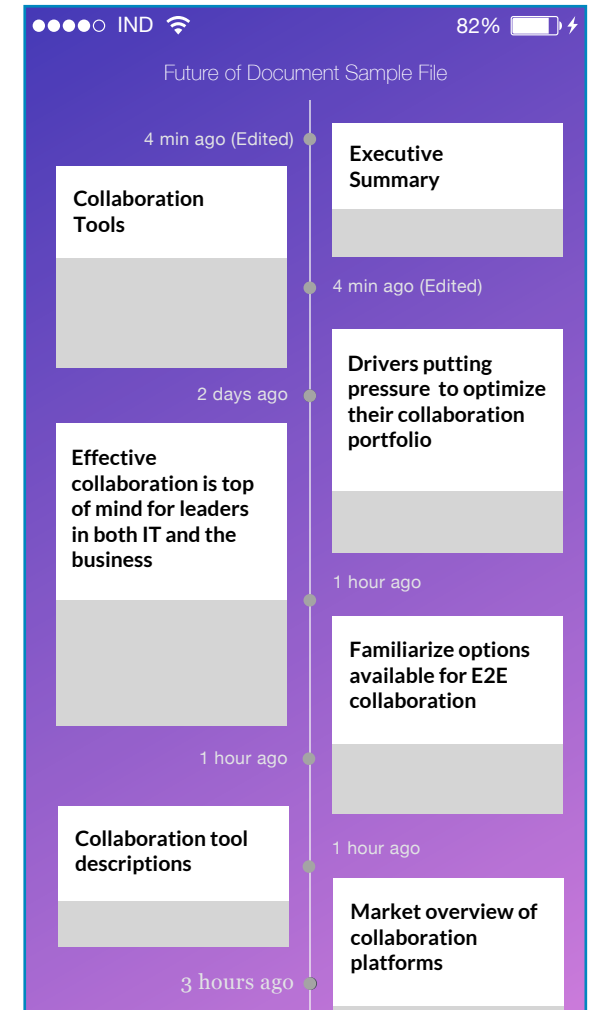 IND
82%
Future of Document Sample File
4 min ago (Edited)
Executive
Summary
Collaboration
Tools
4 min ago (Edited)
Drivers putting
pressure  to optimize
their collaboration
portfolio
2 days ago
Effective
collaboration is top
of mind for leaders
in both IT and the
business
1 hour ago
Familiarize options
available for E2E
collaboration
1 hour ago
Collaboration tool
descriptions
1 hour ago
Market overview of
collaboration
platforms
3 hours ago